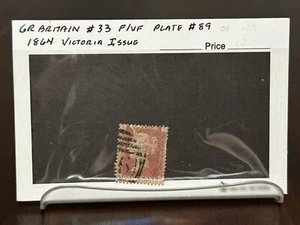 GR BRITAIN #33 F/VF PLATE #89
1864 VICTORIA ISSUE
Price